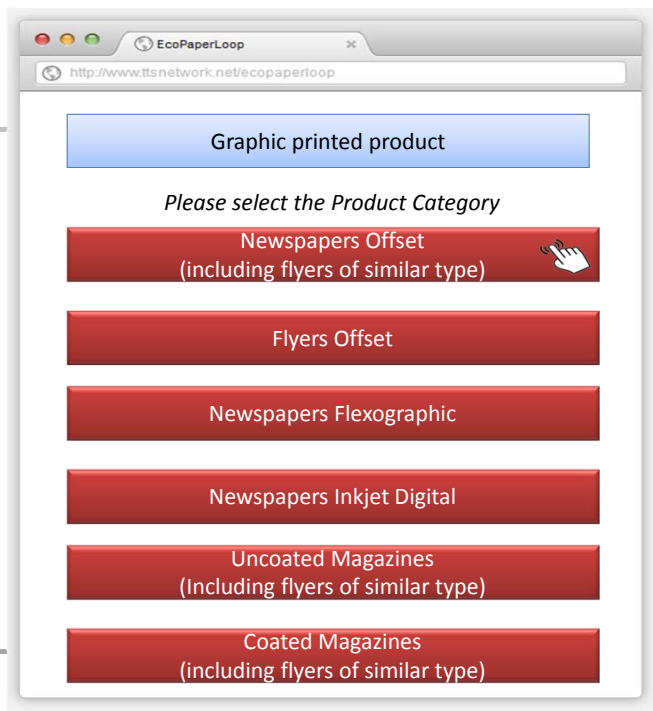 EcoPaperLoop
http://www.ttsnetwork.net/ecopaperloop
Graphic printed product
Please select the Product Category
Newspapers Offset
(including flyers of similar type)
Flyers Offset
Newspapers Flexographic
Newspapers Inkjet Digital
Uncoated Magazines
(Including flyers of similar type)
Coated Magazines
(including flyers of similar type)